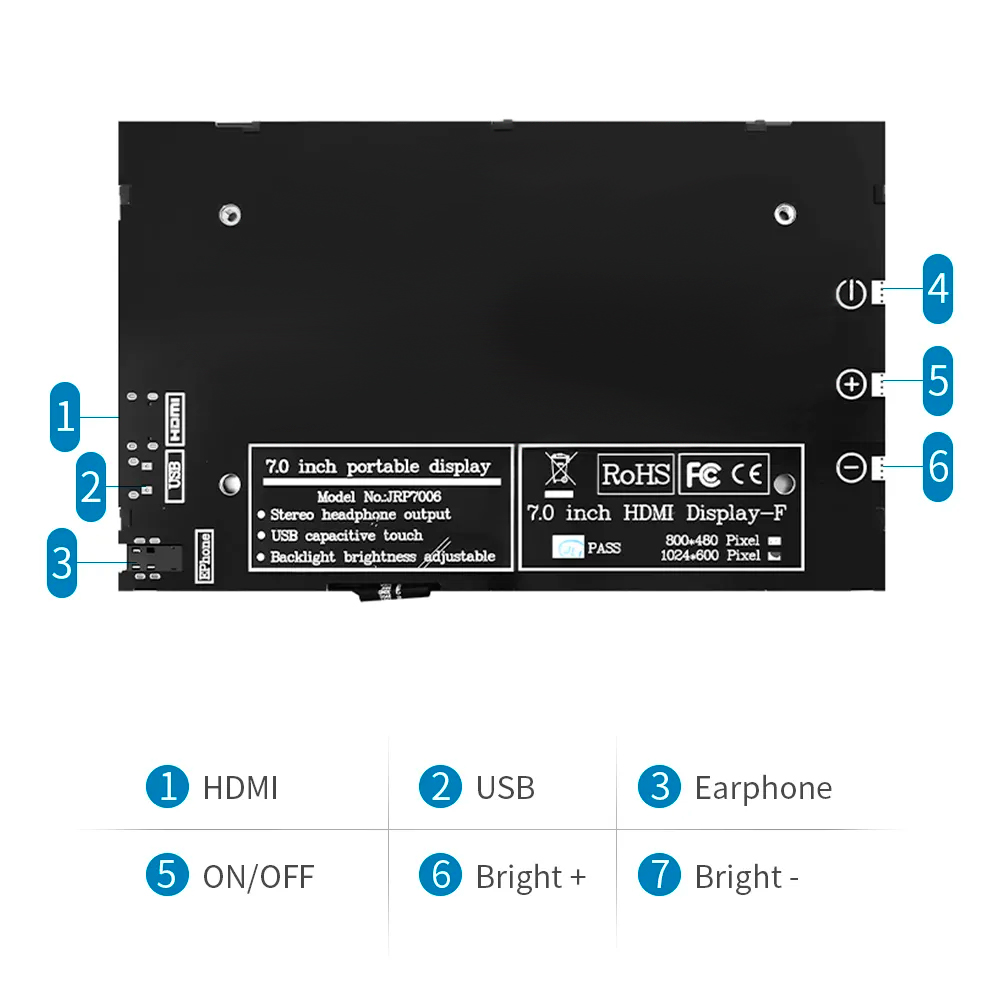 4
5
6
1
2
3
HDMI
USB
EPhone
7.0 inch portable display
Model No.:JRP7006
Stereo headphone output
USB capacitive touch
Backlight brightness adjustable
RoHS
FC CE
7.0 inch HDMI Display-F
PASS
800*480 Pixel
1024*600 Pixel
1 HDMI
2 USB
3 Earphone
5 ON/OFF
6 Bright +
7 Bright -